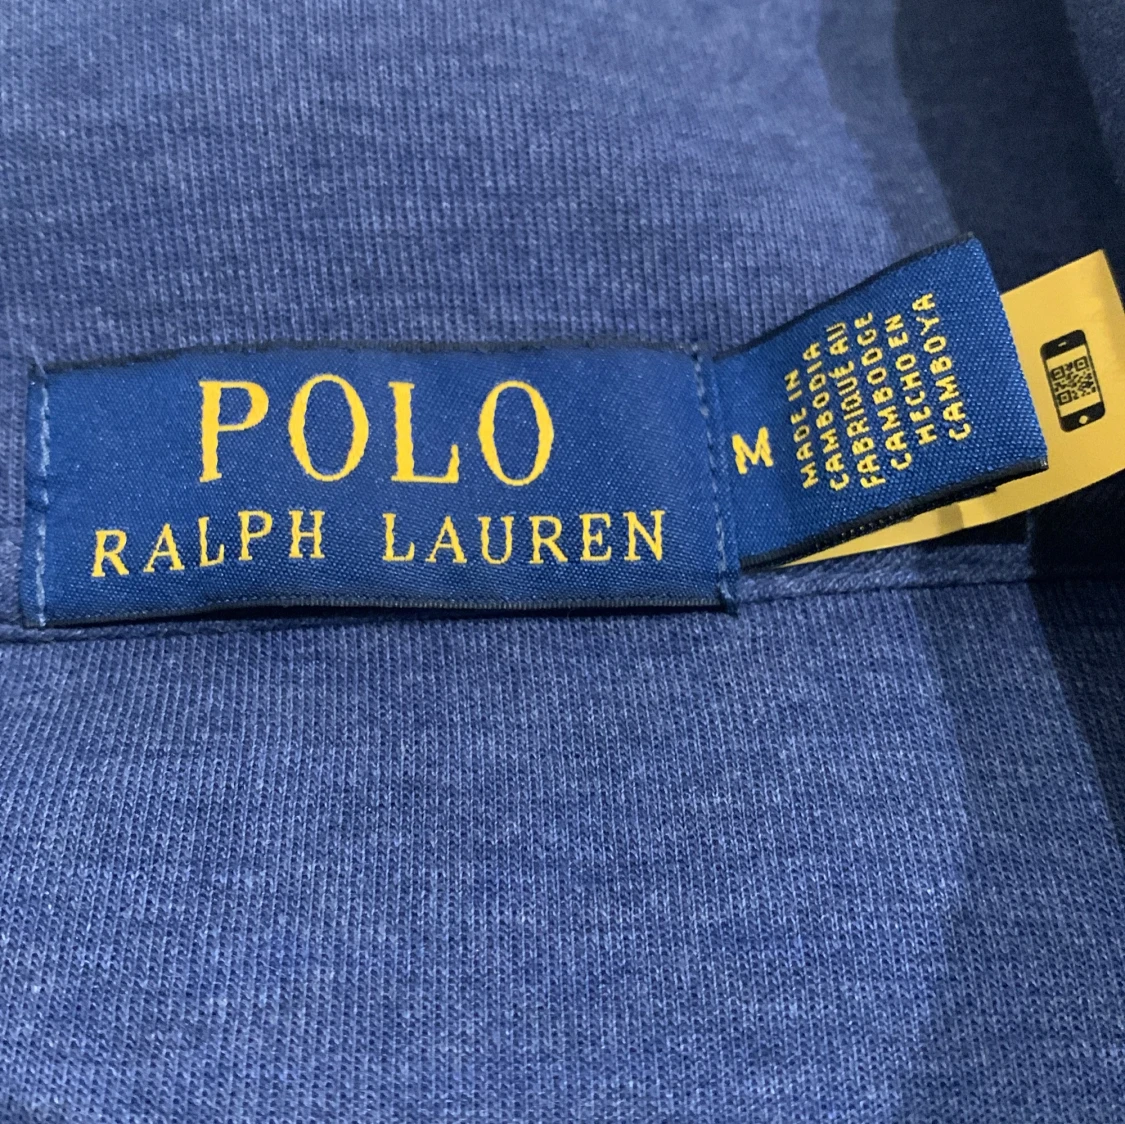 POLO
RALPH LAUREN
M
MADE IN
CAMBODIA
FABRIQUÉ AU
CAMBODGE
HECHO EN
CAMBOYA